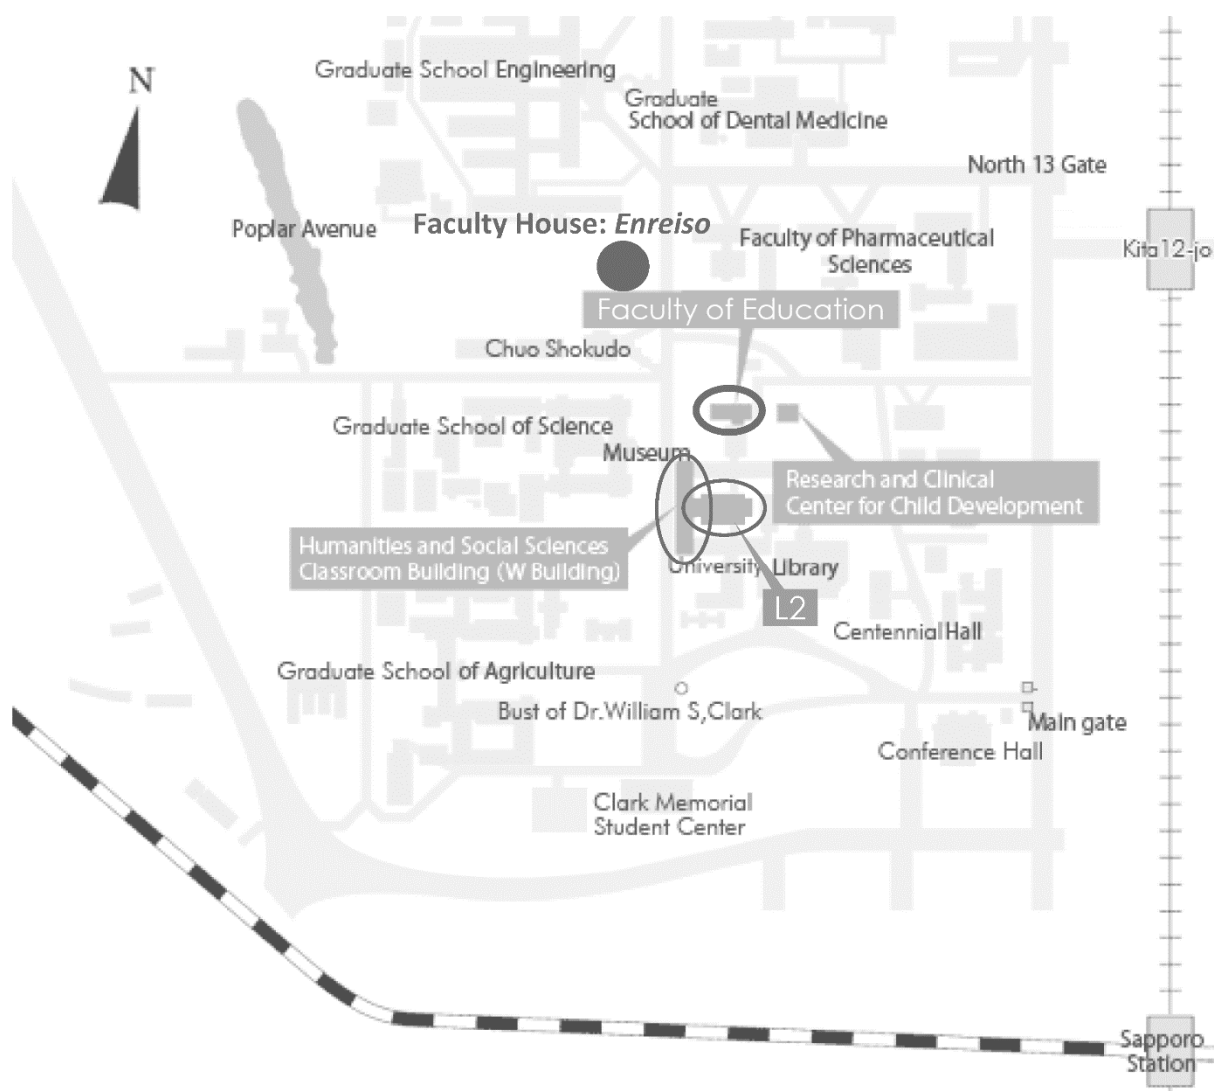 N
Graduate School Engineering
Graduate
School of Dental Medicine
North 13 Gate
Poplar Avenue
Faculty House: Enreiso
Faculty of Pharmaceutical
Sciences
Kita12-jo
Faculty of Education
Chuo Shokudo
Graduate School of Science
Museum
Research and Clinical
Center for Child Development
Humanities and Social Sciences
Classroom Building (W Building)
University Library
L2
Centennial Hall
Graduate School of Agriculture
Bust of Dr.William S,Clark
Main gate
Conference Hall
Clark Memorial
Student Center
Sapporo
Station